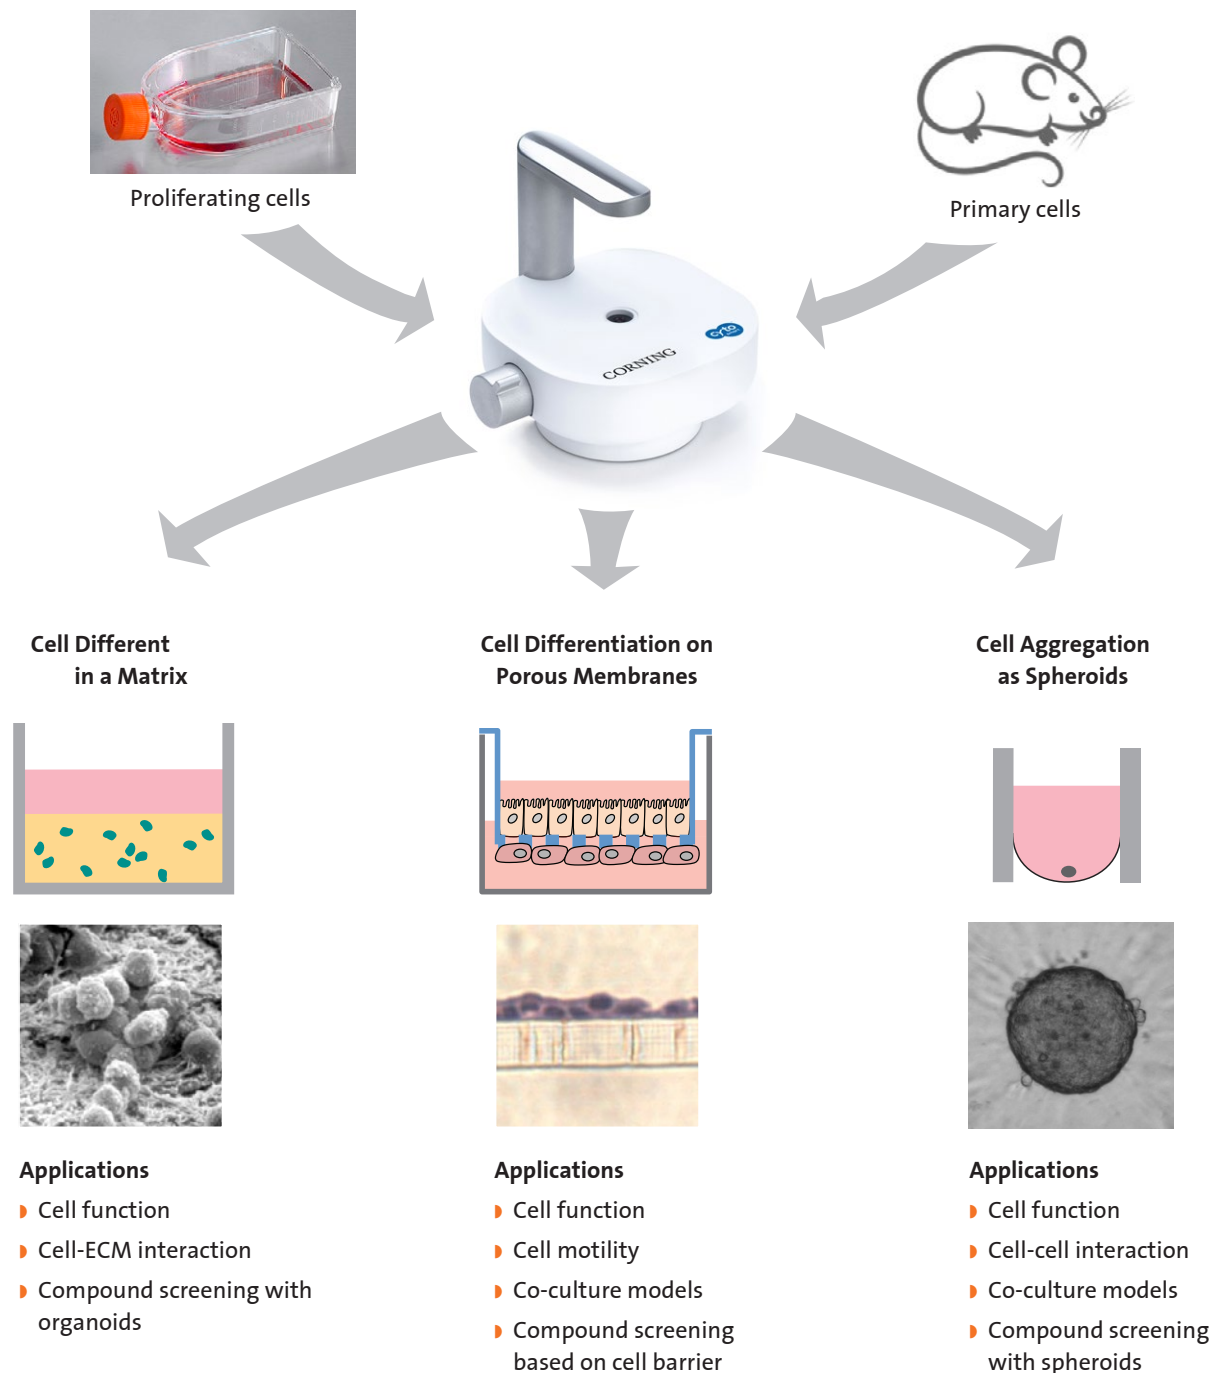 Proliferating cells
Primary cells
cyto
CORNING
Cell Different
in a Matrix
Cell Differentiation on
Porous Membranes
Cell Aggregation
as Spheroids
Applications
Cell function
Cell-ECM interaction
Compound screening with
organoids
Applications
Cell function
Cell motility
Co-culture models
Compound screening
based on cell barrier
Applications
Cell function
Cell-cell interaction
Co-culture models
Compound screening
with spheroids